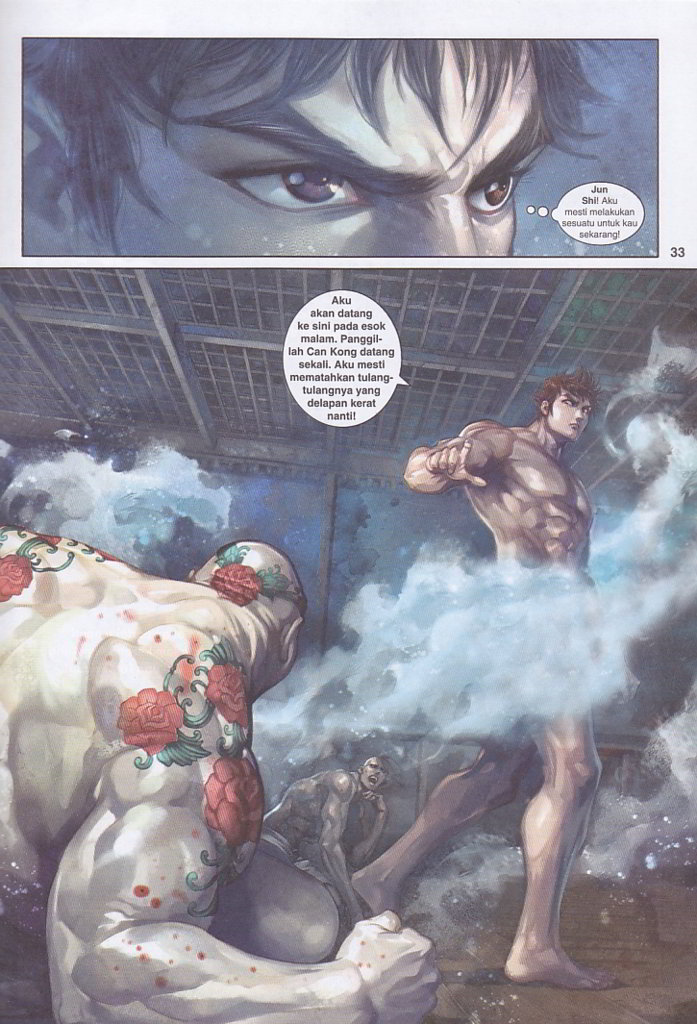 Jun
Shi! Aku
mesti melakukan
sesuatu untuk kau
sekarang!
33
Aku
akan datang
ke sini pada esok
malam. Panggil-
lah Can Kong datang
sekali. Aku mesti
mematahkan tulang-
tulangnya yang
delapan kerat
nanti!